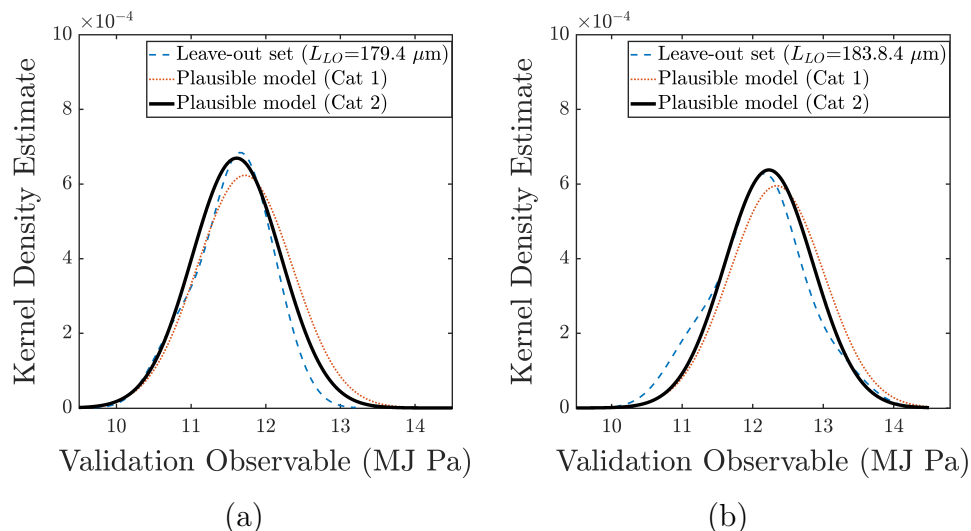 ×10⁻⁴
Leave-out set (L_LO=179.4 μm)
Plausible model (Cat 1)
Plausible model (Cat 2)
10
8
6
4
2
0
10 11 12 13 14
Kernel Density Estimate
Validation Observable (MJ Pa)
(a)
×10⁻⁴
Leave-out set (L_LO=183.8.4 μm)
Plausible model (Cat 1)
Plausible model (Cat 2)
10
8
6
4
2
0
10 11 12 13 14
Kernel Density Estimate
Validation Observable (MJ Pa)
(b)